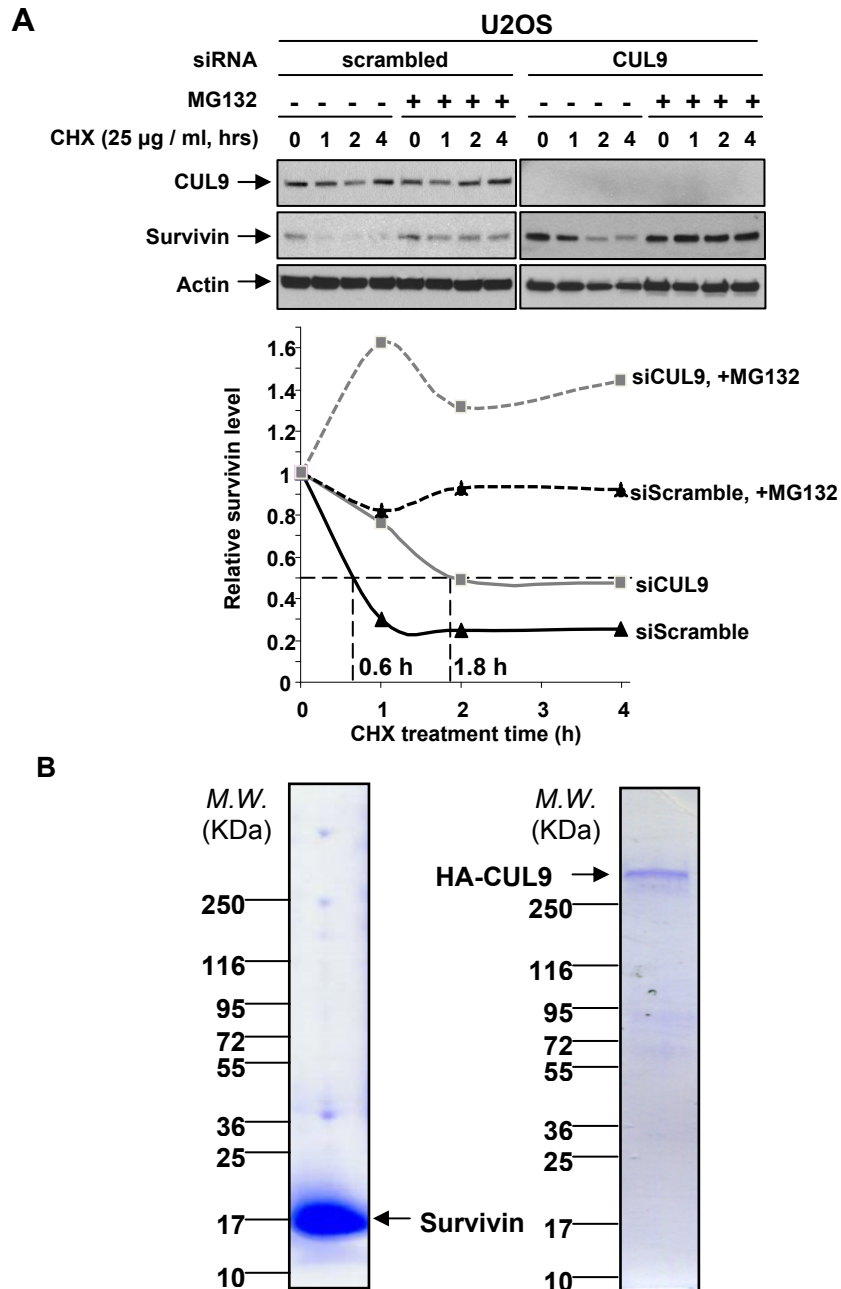 A
U2OS
siRNA scrambled CUL9
MG132 - - - - + + + + - - - - + + + +
CHX (25 µg / ml, hrs) 0 1 2 4 0 1 2 4 0 1 2 4 0 1 2 4
CUL9
Survivin
Actin
1.6
1.4
1.2
1
0.8
0.6
0.4
0.2
0
Relative survivin level
siCUL9, +MG132
siScramble, +MG132
siCUL9
siScramble
0.6 h 1.8 h
0 1 2 3 4
CHX treatment time (h)
B
M.W.
(KDa)
250
116
95
72
55
36
25
17
10
Survivin
M.W.
(KDa)
HA-CUL9
250
116
95
72
55
36
25
17
10